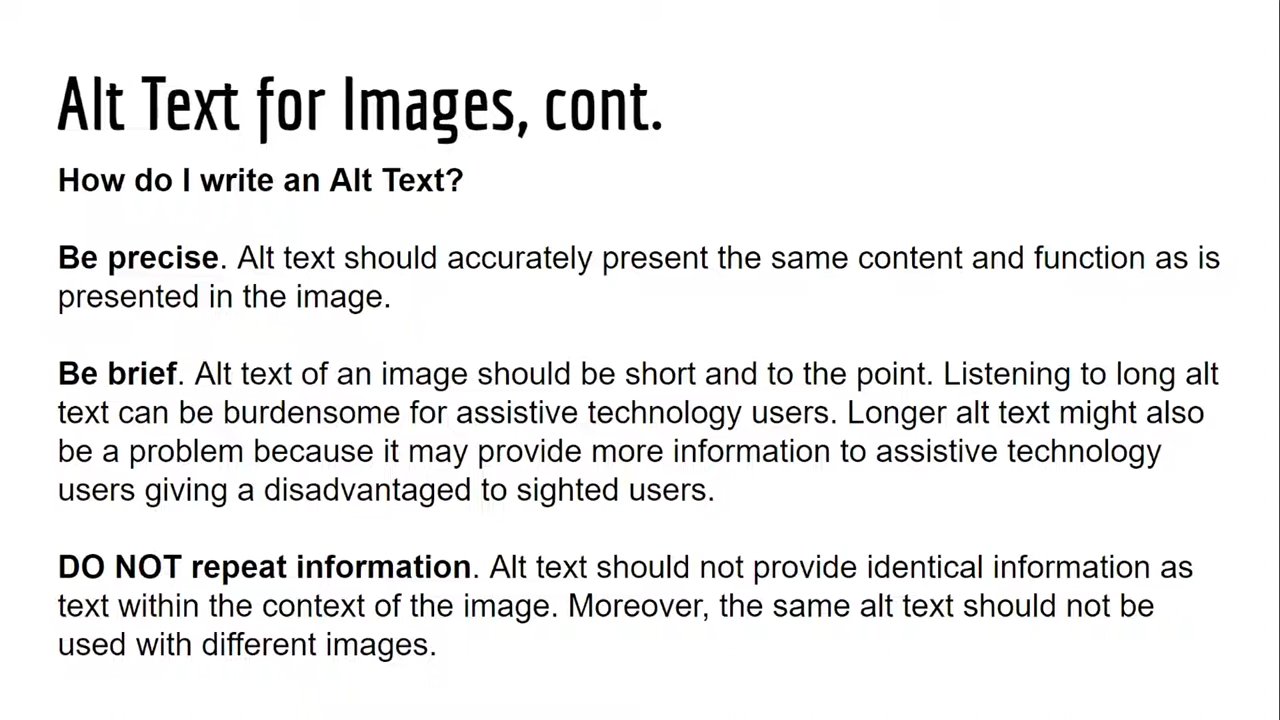 Alt Text for Images, cont.
How do I write an Alt Text?
Be precise. Alt text should accurately present the same content and function as is
presented in the image.
Be brief. Alt text of an image should be short and to the point. Listening to long alt
text can be burdensome for assistive technology users. Longer alt text might also
be a problem because it may provide more information to assistive technology
users giving a disadvantaged to sighted users.
DO NOT repeat information. Alt text should not provide identical information as
text within the context of the image. Moreover, the same alt text should not be
used with different images.